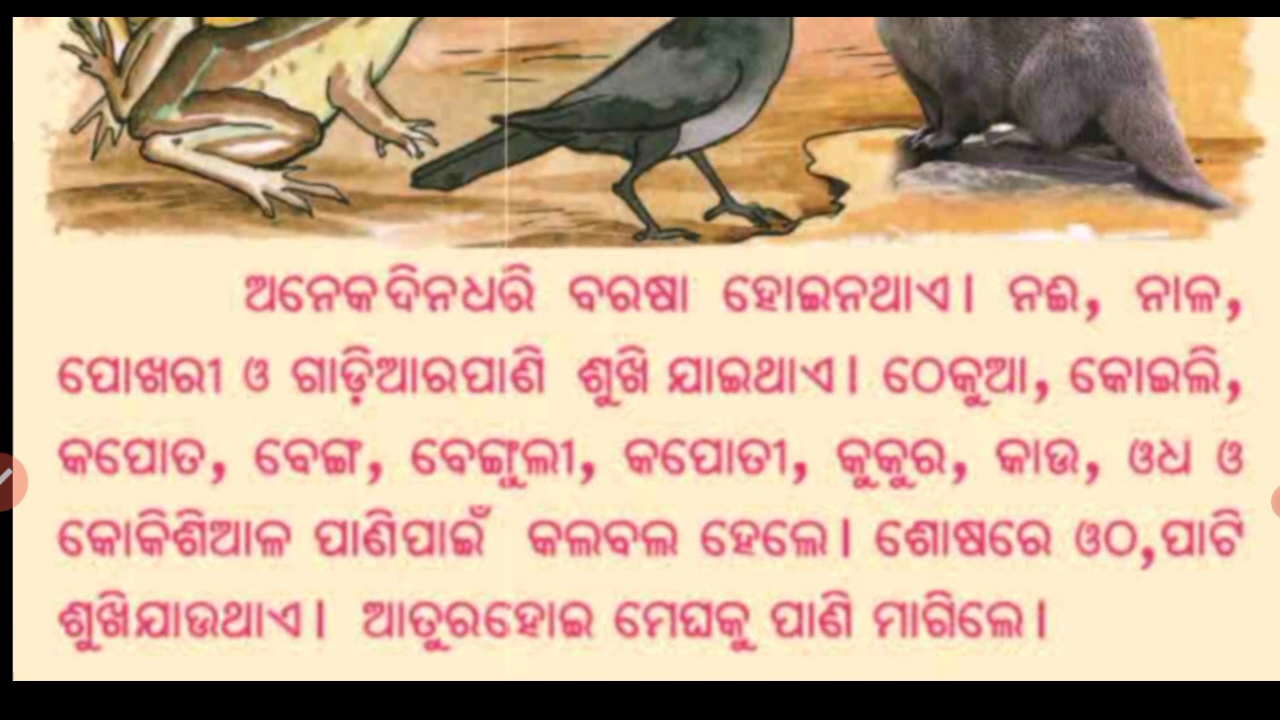 ଅନେକଦିନଧରି ବରଷା ହୋଇନଥାଏ। ନଈ, ନାଳ,
ପୋଖରୀ ଓ ଗାଡ଼ିଆରପାଣି ଶୁଖି ଯାଇଥାଏ। ଠେକୁଆ, କୋଇଲି,
କପୋତ, ବେଙ୍ଗ, ବେଙ୍ଗୁଲୀ, କପୋତୀ, କୁକୁର, କାଉ, ଓଧ ଓ
କୋକିଶିଆଳ ପାଣିପାଇଁ କଲବଲ ହେଲେ। ଶୋଷରେ ଓଠ,ପାଟି
ଶୁଖିଯାଉଥାଏ। ଆତୁରହୋଇ ମେଘକୁ ପାଣି ମାଗିଲେ।